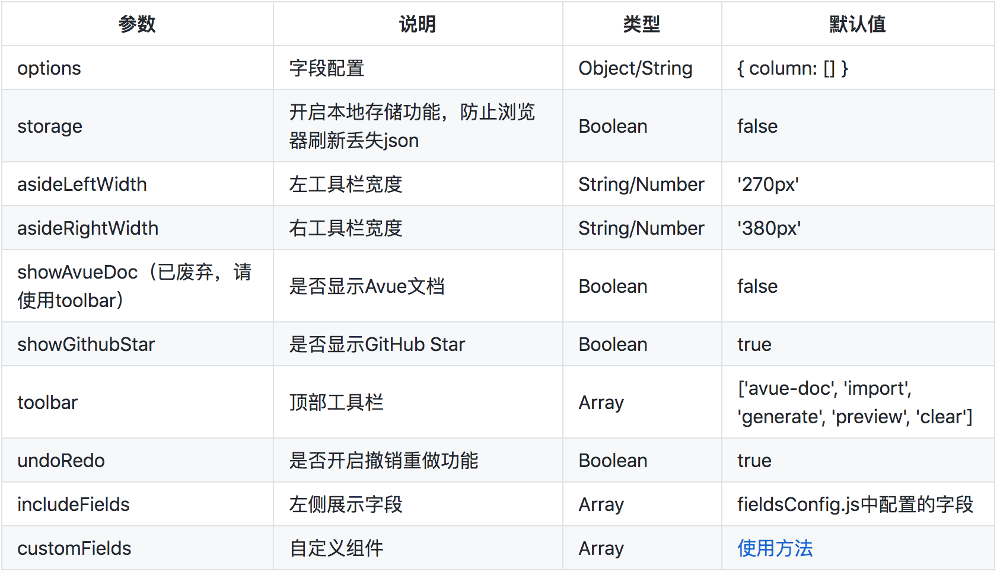 参数 说明 类型 默认值
options 字段配置 Object/String { column: [] }
storage 开启本地存储功能，防止浏览
器刷新丢失json Boolean false
asideLeftWidth 左工具栏宽度 String/Number '270px'
asideRightWidth 右工具栏宽度 String/Number '380px'
showAvueDoc（已废弃，请
使用toolbar） 是否显示Avue文档 Boolean false
showGithubStar 是否显示GitHub Star Boolean true
toolbar 顶部工具栏 Array ['avue-doc', 'import',
'generate', 'preview', 'clear']
undoRedo 是否开启撤销重做功能 Boolean true
includeFields 左侧展示字段 Array fieldsConfig.js中配置的字段
customFields 自定义组件 Array 使用方法